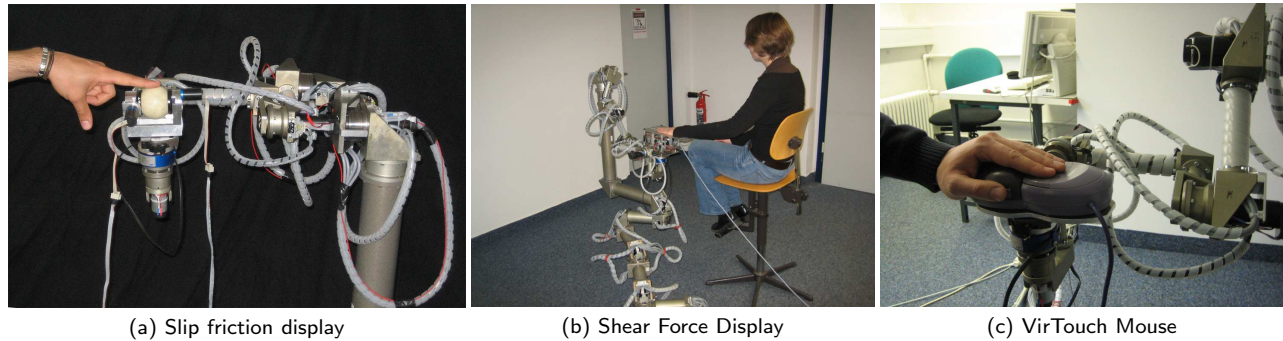 (a) Slip friction display
(b) Shear Force Display
(c) VirTouch Mouse